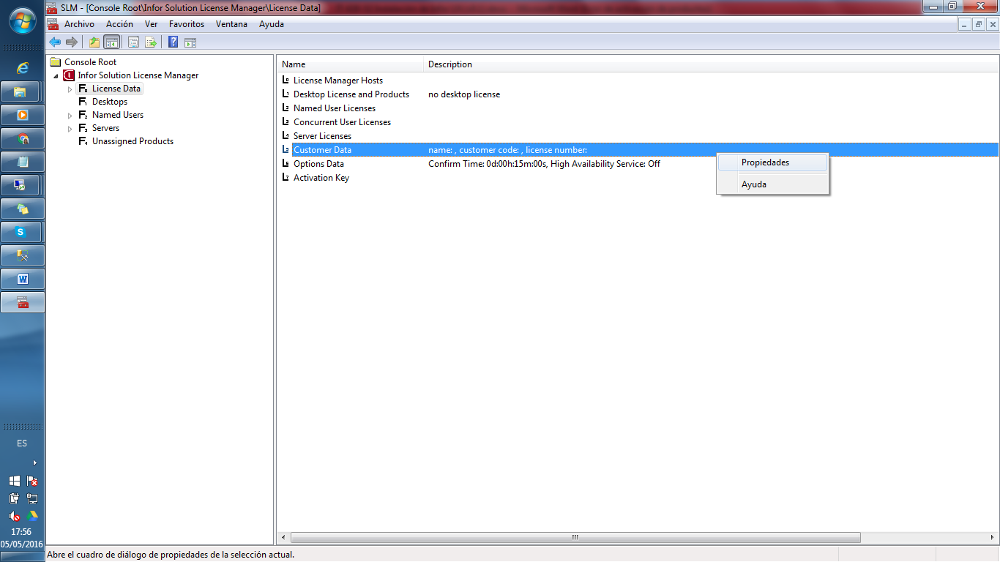 SLM - [Console Root\Infor Solution License Manager\License Data]
Archivo Acción Ver Favoritos Ventana Ayuda
Console Root
Infor Solution License Manager
License Data
Desktops
Named Users
Servers
Unassigned Products
Name Description
License Manager Hosts
Desktop License and Products no desktop license
Named User Licenses
Concurrent User Licenses
Server Licenses
Customer Data name: , customer code: , license number:
Options Data Confirm Time: 0d:00h:15m:00s, High Availability Service: Off
Activation Key
Propiedades
Ayuda
ES
17:56
05/05/2016
Abre el cuadro de diálogo de propiedades de la selección actual.